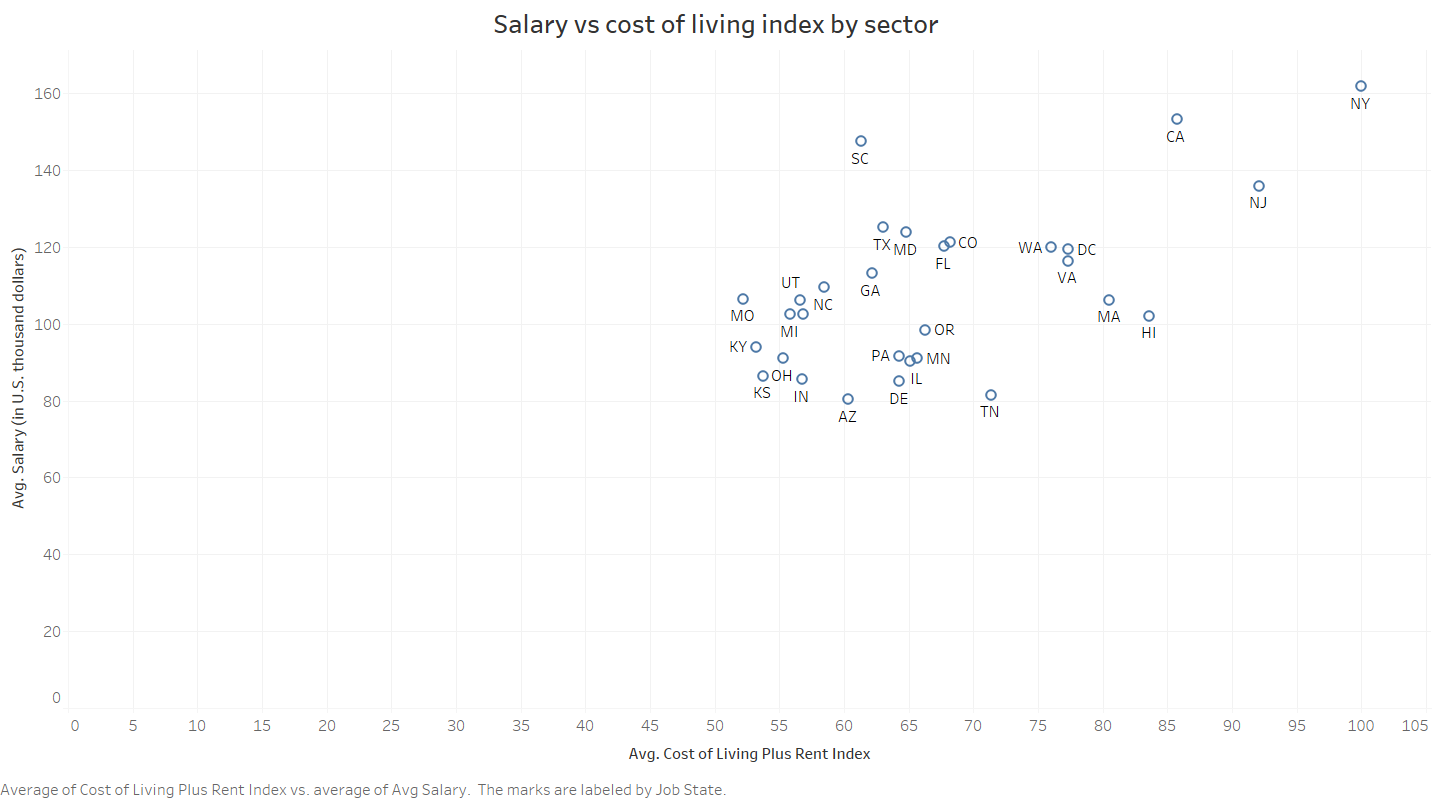 Salary vs cost of living index by sector
160
NY
CA
140
SC
NJ
120
TX
MD
FL
CO
WA
DC
VA
GA
UT
NC
MO
MI
100
MA
HI
OR
KY
PA
MN
IL
OH
KS
IN
DE
80
AZ
TN
60
40
20
0
Avg. Salary (in U.S. thousand dollars)
0 5 10 15 20 25 30 35 40 45 50 55 60 65 70 75 80 85 90 95 100 105
Avg. Cost of Living Plus Rent Index
Average of Cost of Living Plus Rent Index vs. average of Avg Salary. The marks are labeled by Job State.